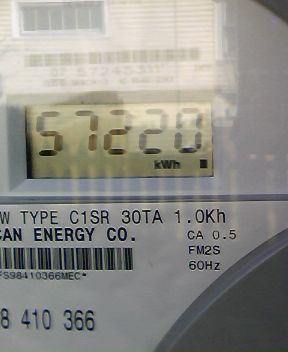 57220
kWh
W TYPE C1SR 30TA 1.0Kh
CAN ENERGY CO. CA 0.5
FM2S
FS98410366MEC*
60Hz
8 410 366